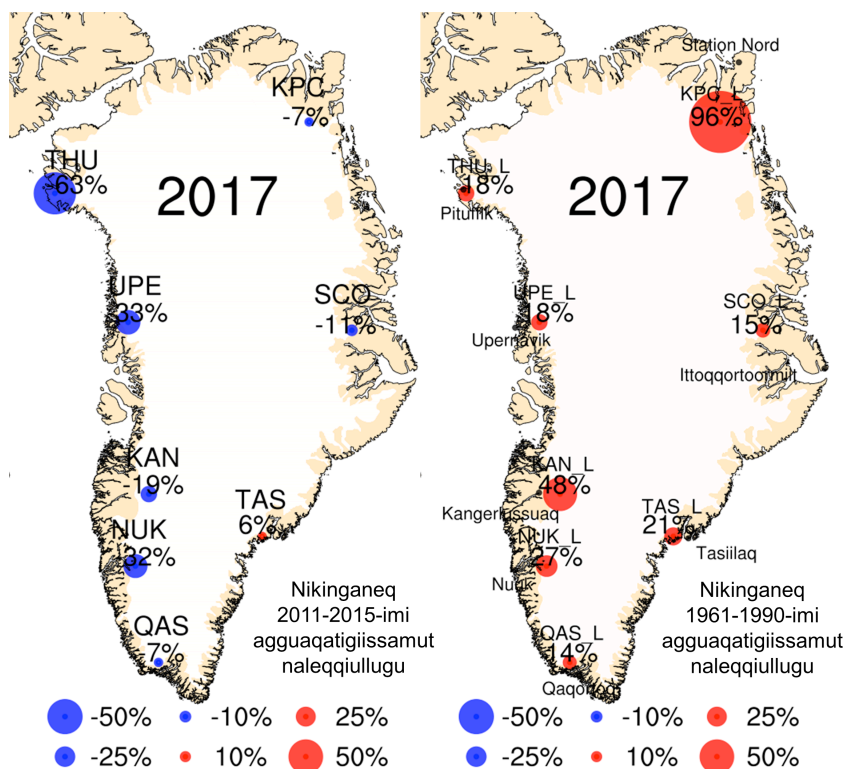 KPC
-7%
THU
-63%
2017
UPE
-33%
SCO
-11%
KAN
-19%
TAS
6%
NUK
-32%
QAS
-7%
Nikinganeq
2011-2015-imi
agguaqatigiissamut
naleqqiullugu
-50%
-10%
25%
-25%
10%
50%
Station Nord
KPC_L
96%
THU_L
18%
Pituffik
2017
UPE_L
18%
Upernavik
SCO_L
15%
Ittoqqortoormiit
KAN_L
48%
Kangerlussuaq
TAS_L
21%
Tasiilaq
NUK_L
27%
Nuuk
QAS_L
14%
Qaqortoq
Nikinganeq
1961-1990-imi
agguaqatigiissamut
naleqqiullugu
-50%
-10%
25%
-25%
10%
50%